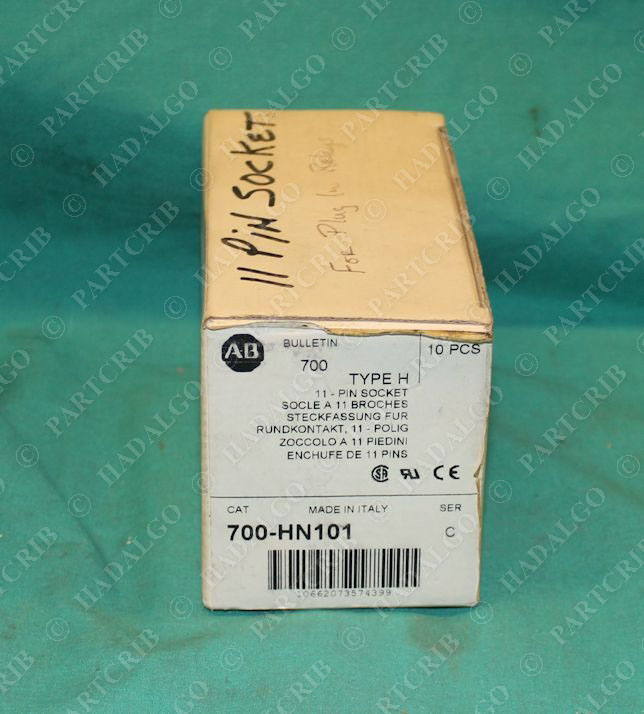 11 PiN SOCKET
FOR Plug In Relays
AB
BULLETIN
700
10 PCS
TYPE H
11 - PIN SOCKET
SOCLE A 11 BROCHES
STECKFASSUNG FUR
RUNDKONTAKT, 11 - POLIG
ZOCCOLO A 11 PIEDINI
ENCHUFE DE 11 PINS
CAT
MADE IN ITALY
SER
700-HN101
C
10662073574399
© PARTCRIB
© HADALGO